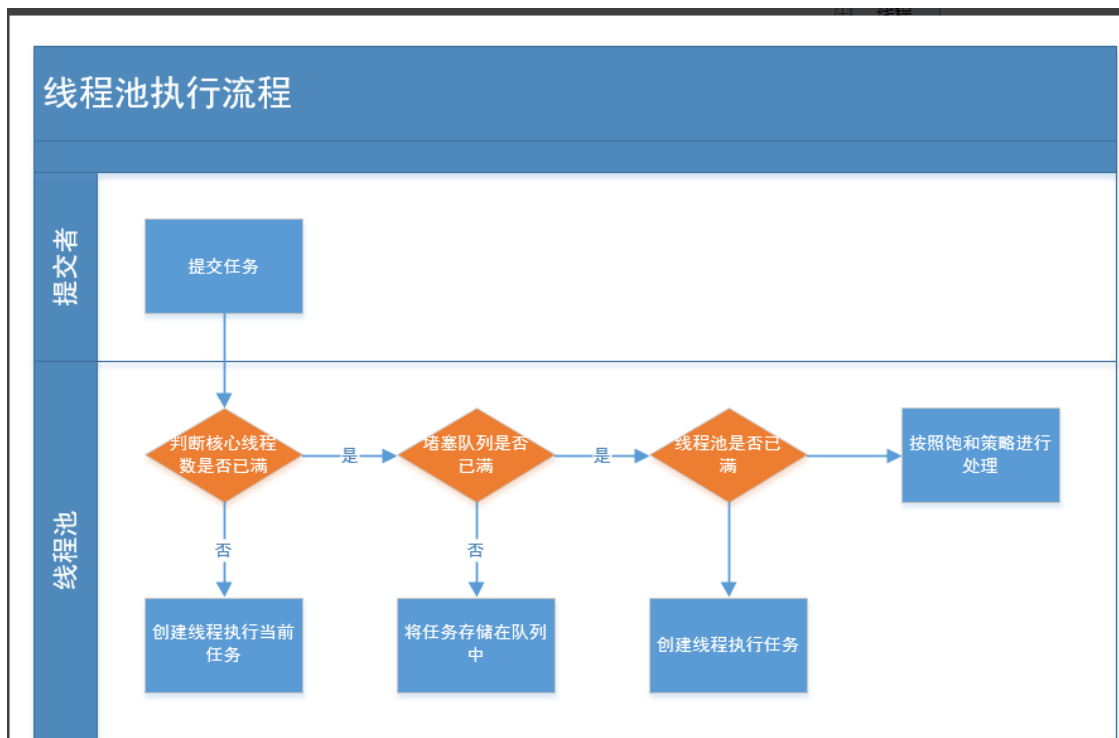 线程池执行流程
提交者
提交任务
线程池
判断核心线程
数是否已满
是
堵塞队列是否
已满
是
线程池是否已
满
按照饱和策略进行
处理
否
否
创建线程执行当前
任务
将任务存储在队列
中
创建线程执行任务